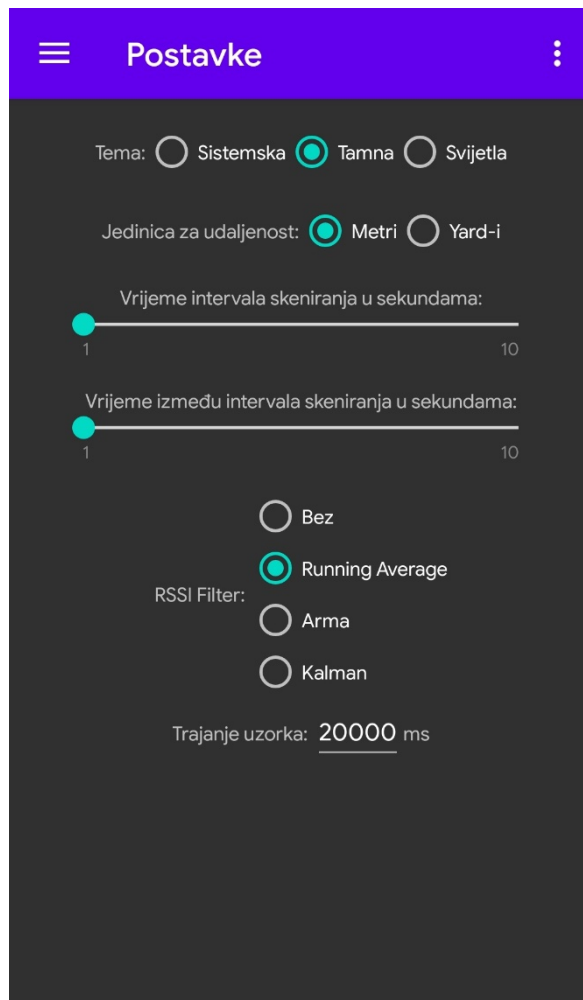 Postavke
Tema: Sistemska Tamna Svijetla
Jedinica za udaljenost: Metri Yard-i
Vrijeme intervala skeniranja u sekundama:
1 10
Vrijeme između intervala skeniranja u sekundama:
1 10
Bez
Running Average
RSSI Filter:
Arma
Kalman
Trajanje uzorka: 20000 ms